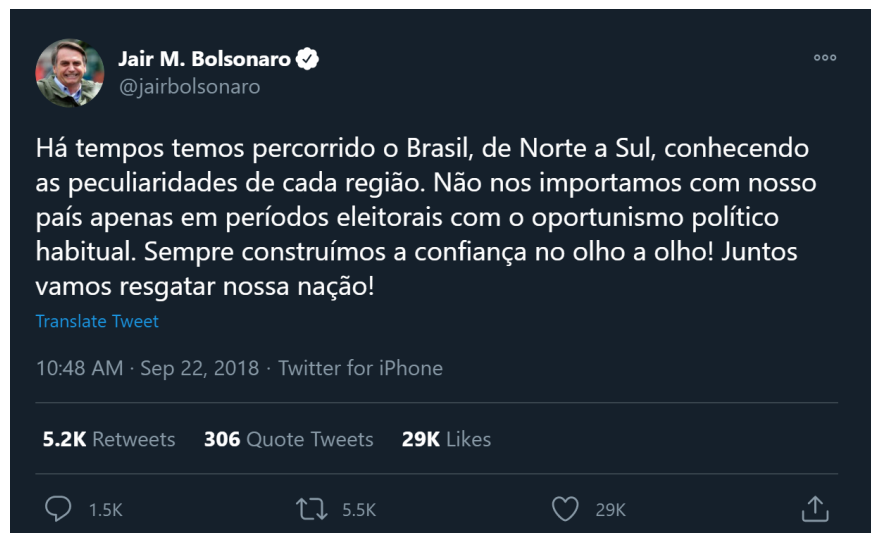 Jair M. Bolsonaro
@jairbolsonaro
Há tempos temos percorrido o Brasil, de Norte a Sul, conhecendo
as peculiaridades de cada região. Não nos importamos com nosso
país apenas em períodos eleitorais com o oportunismo político
habitual. Sempre construímos a confiança no olho a olho! Juntos
vamos resgatar nossa nação!
Translate Tweet
10:48 AM · Sep 22, 2018 · Twitter for iPhone
5.2K Retweets 306 Quote Tweets 29K Likes
1.5K 5.5K 29K